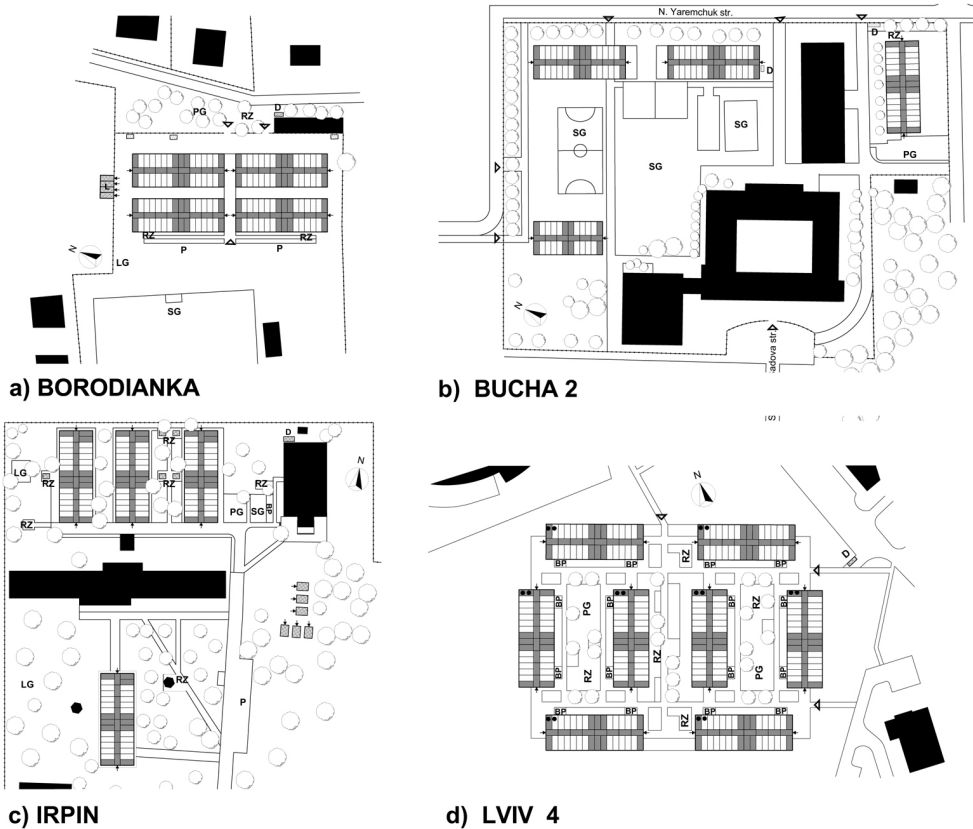 PG
RZ
D
L
RZ
RZ
P
P
N
LG
SG
a) BORODIANKA
N. Yaremchuk str.
D
RZ
D
SG
SG
SG
PG
N
Sadova str.
b) BUCHA 2
D
RZ
N
LG
RZ
RZ
RZ
RZ
PG
SG
BP
LG
RZ
P
c) IRPIN
N
D
RZ
BP
BP
BP
BP
BP
BP
BP
BP
PG
RZ
PG
RZ
RZ
BP
BP
BP
BP
BP
BP
BP
BP
RZ
d) LVIV 4